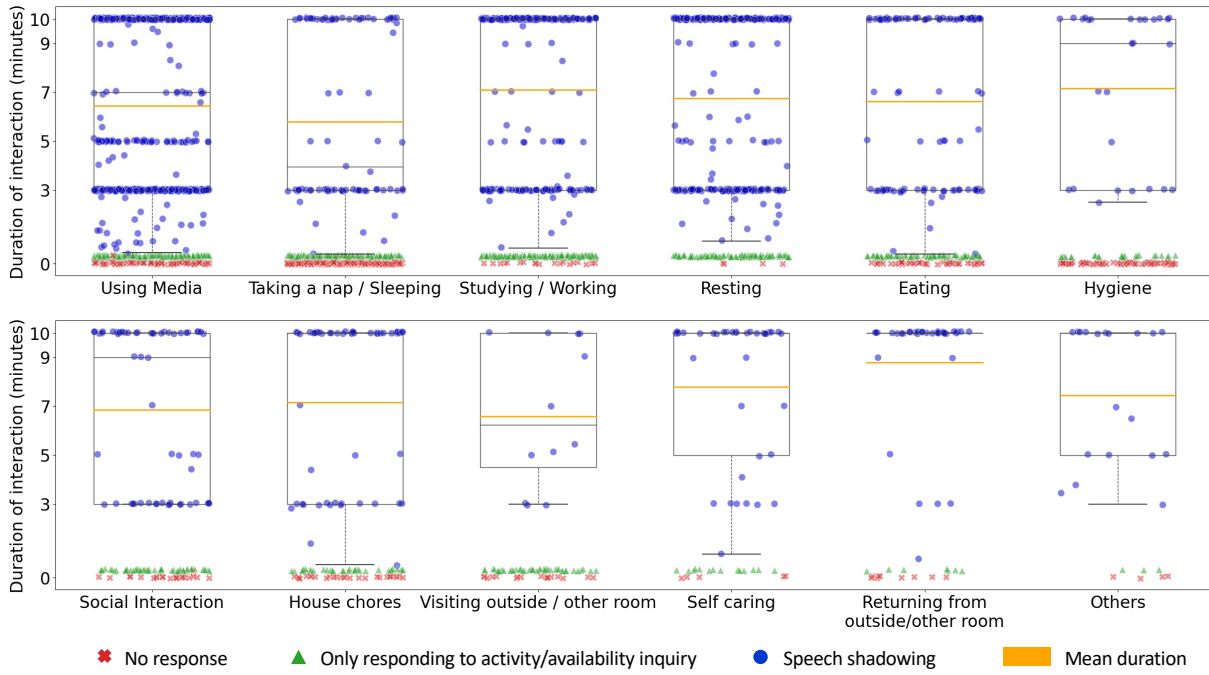 Duration of interaction (minutes)
10
9
7
5
3
0
Using Media
Taking a nap / Sleeping
Studying / Working
Resting
Eating
Hygiene
Duration of interaction (minutes)
10
9
7
5
3
0
Social Interaction
House chores
Visiting outside / other room
Self caring
Returning from
outside/other room
Others
No response
Only responding to activity/availability inquiry
Speech shadowing
Mean duration